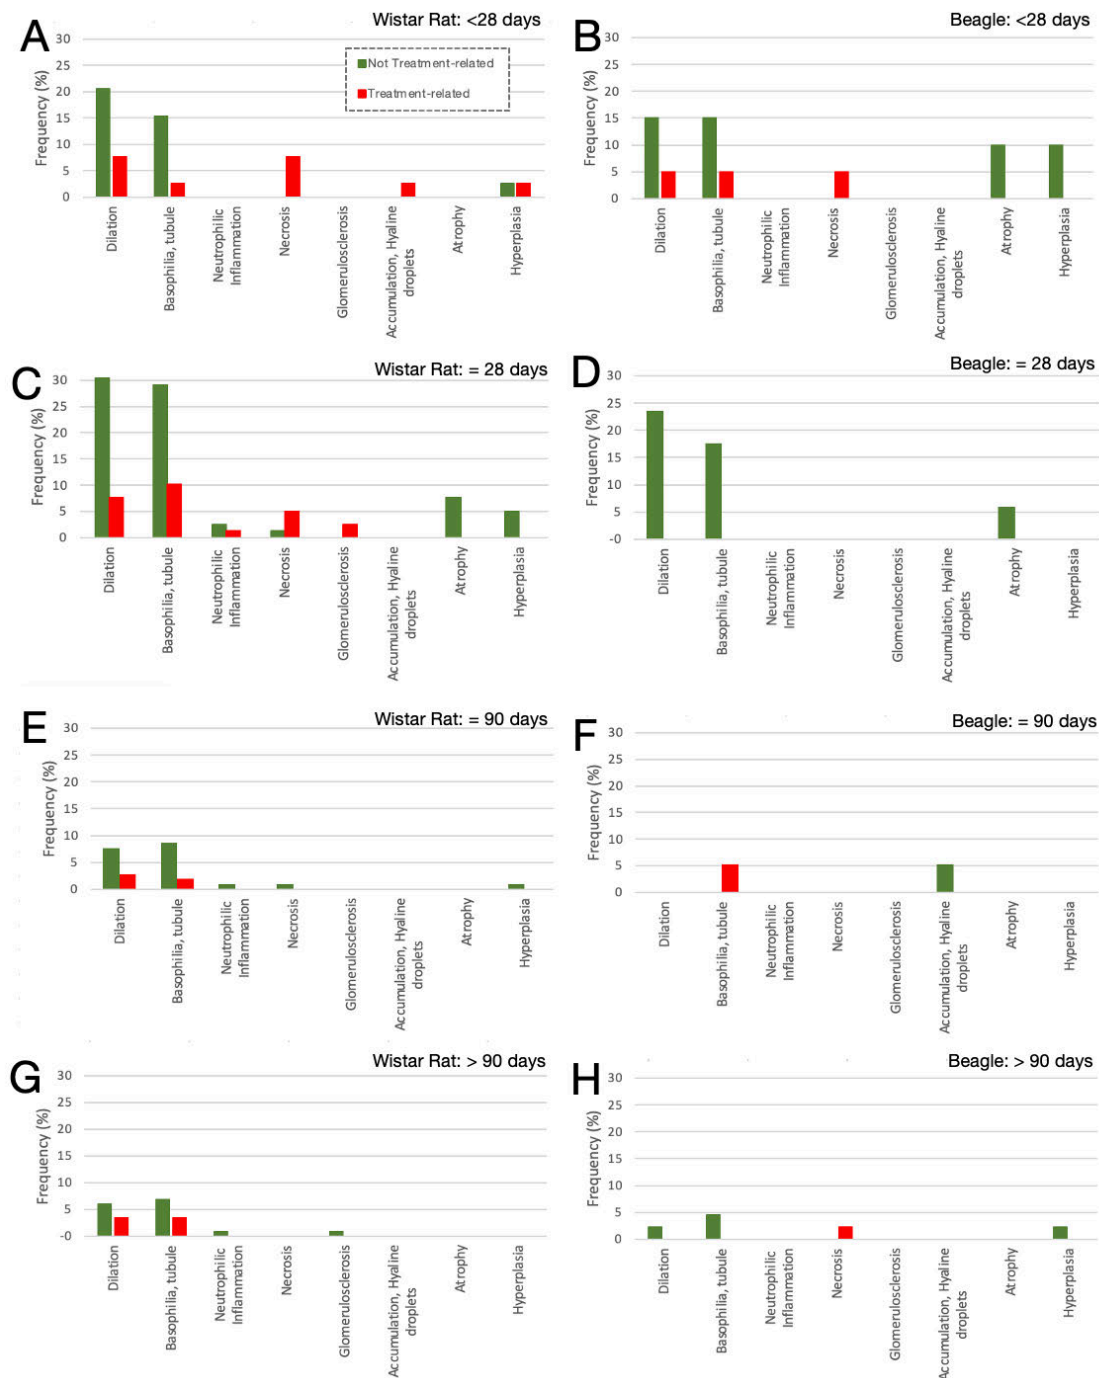 A
Wistar Rat: <28 days
Frequency (%)
30
25
20
15
10
5
0
Not Treatment-related
Treatment-related
Dilation
Basophilia, tubule
Neutrophilic
Inflammation
Necrosis
Glomerulosclerosis
Accumulation, Hyaline
droplets
Atrophy
Hyperplasia
B
Beagle: <28 days
Frequency (%)
30
25
20
15
10
5
0
Dilation
Basophilia, tubule
Neutrophilic
Inflammation
Necrosis
Glomerulosclerosis
Accumulation, Hyaline
droplets
Atrophy
Hyperplasia
C
Wistar Rat: = 28 days
Frequency (%)
30
25
20
15
10
5
0
Dilation
Basophilia, tubule
Neutrophilic
Inflammation
Necrosis
Glomerulosclerosis
Accumulation, Hyaline
droplets
Atrophy
Hyperplasia
D
Beagle: = 28 days
Frequency (%)
30
25
20
15
10
5
-0
Dilation
Basophilia, tubule
Neutrophilic
Inflammation
Necrosis
Glomerulosclerosis
Accumulation, Hyaline
droplets
Atrophy
Hyperplasia
E
Wistar Rat: = 90 days
Frequency (%)
30
25
20
15
10
5
0
Dilation
Basophilia, tubule
Neutrophilic
Inflammation
Necrosis
Glomerulosclerosis
Accumulation, Hyaline
droplets
Atrophy
Hyperplasia
F
Beagle: = 90 days
Frequency (%)
30
25
20
15
10
5
0
Dilation
Basophilia, tubule
Neutrophilic
Inflammation
Necrosis
Glomerulosclerosis
Accumulation, Hyaline
droplets
Atrophy
Hyperplasia
G
Wistar Rat: > 90 days
Frequency (%)
30
25
20
15
10
5
-0
Dilation
Basophilia, tubule
Neutrophilic
Inflammation
Necrosis
Glomerulosclerosis
Accumulation, Hyaline
droplets
Atrophy
Hyperplasia
H
Beagle: > 90 days
Frequency (%)
30
25
20
15
10
5
0
Dilation
Basophilia, tubule
Neutrophilic
Inflammation
Necrosis
Glomerulosclerosis
Accumulation, Hyaline
droplets
Atrophy
Hyperplasia